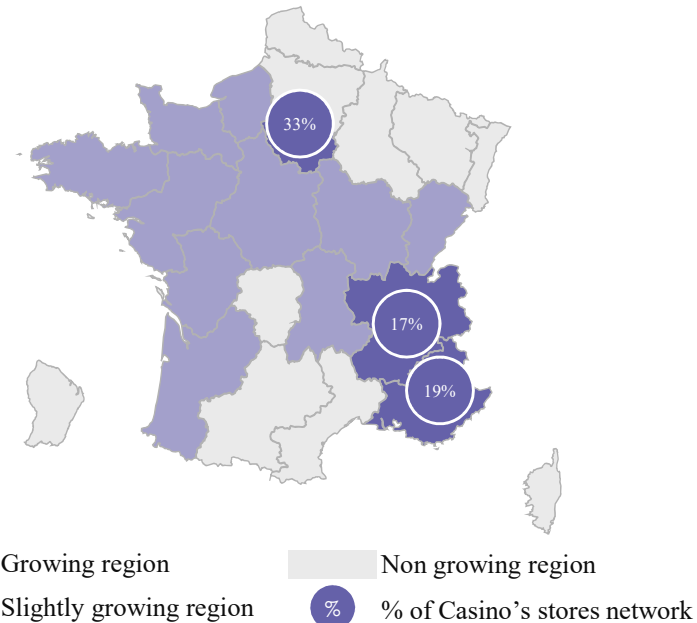 33%
17%
19%
Growing region
Non growing region
Slightly growing region
%
% of Casino's stores network